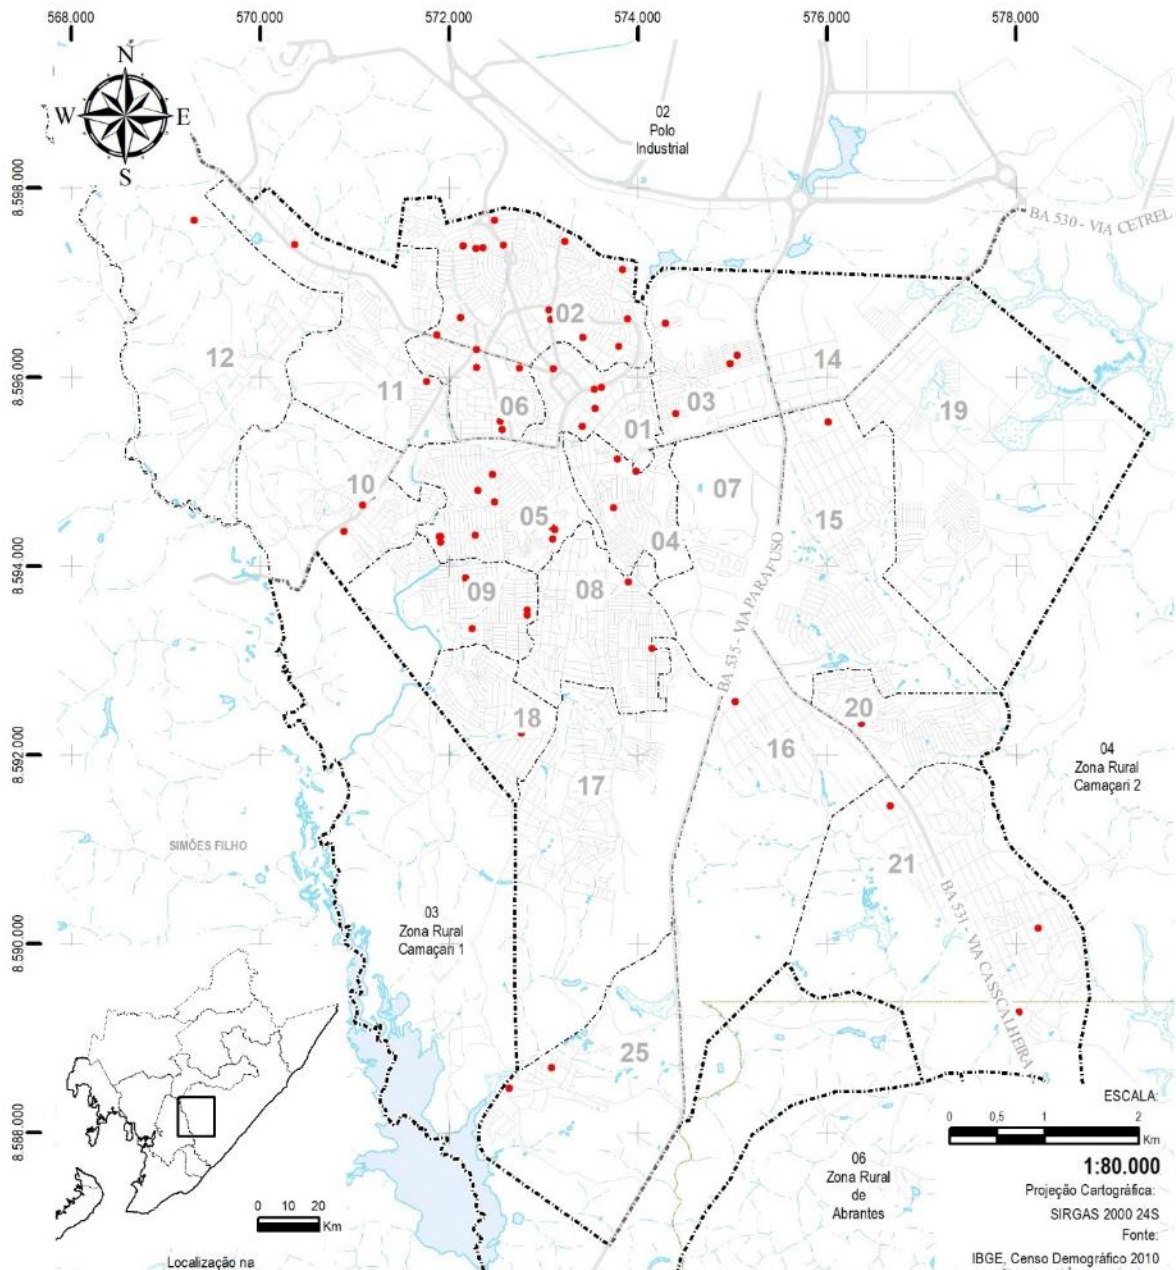 568.000 570.000 572.000 574.000 576.000 578.000
N
W E
S
02
Polo
Industrial
8.598.000
BA 530 - VIA CETREL
02
12
8.596.000
14
11
06
03
19
01
10
07
05
15
04
8.594.000
09
08
BA 535 - VIA PARAFUSO
20
18
16
8.592.000
04
Zona Rural
Camaçari 2
17
SIMÕES FILHO
21
BA 531 - VIA CASSCALHEIRA
03
Zona Rural
Camaçari 1
8.590.000
25
ESCALA:
0 0,5 1 2
Km
8.588.000
06
Zona Rural
de
Abrantes
1:80.000
Projeção Cartográfica:
SIRGAS 2000 24S
Fonte:
IBGE, Censo Demográfico 2010
0 10 20
Km
Localização na